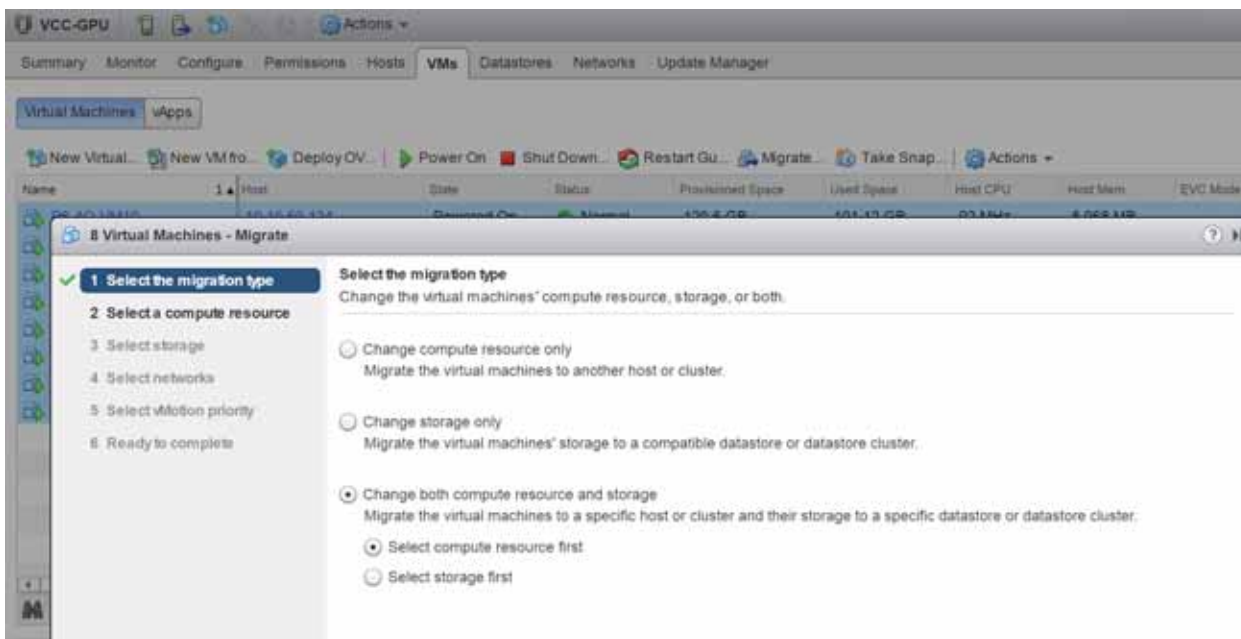 VCC-GPU Actions
Summary Monitor Configure Permissions Hosts VMs Datastores Networks Update Manager
Virtual Machines vApps
New Virtual... New VM fro... Deploy OV... Power On Shut Down... Restart Gu... Migrate... Take Snap... Actions
Name 1 Host State Status Provisioned Space Used Space Host CPU Host Mem EVC Mode
Powered On Normal
8 Virtual Machines - Migrate
1 Select the migration type
2 Select a compute resource
3 Select storage
4 Select networks
5 Select vMotion priority
6 Ready to complete
Select the migration type
Change the virtual machines' compute resource, storage, or both.
Change compute resource only
Migrate the virtual machines to another host or cluster.
Change storage only
Migrate the virtual machines' storage to a compatible datastore or datastore cluster.
Change both compute resource and storage
Migrate the virtual machines to a specific host or cluster and their storage to a specific datastore or datastore cluster.
Select compute resource first
Select storage first